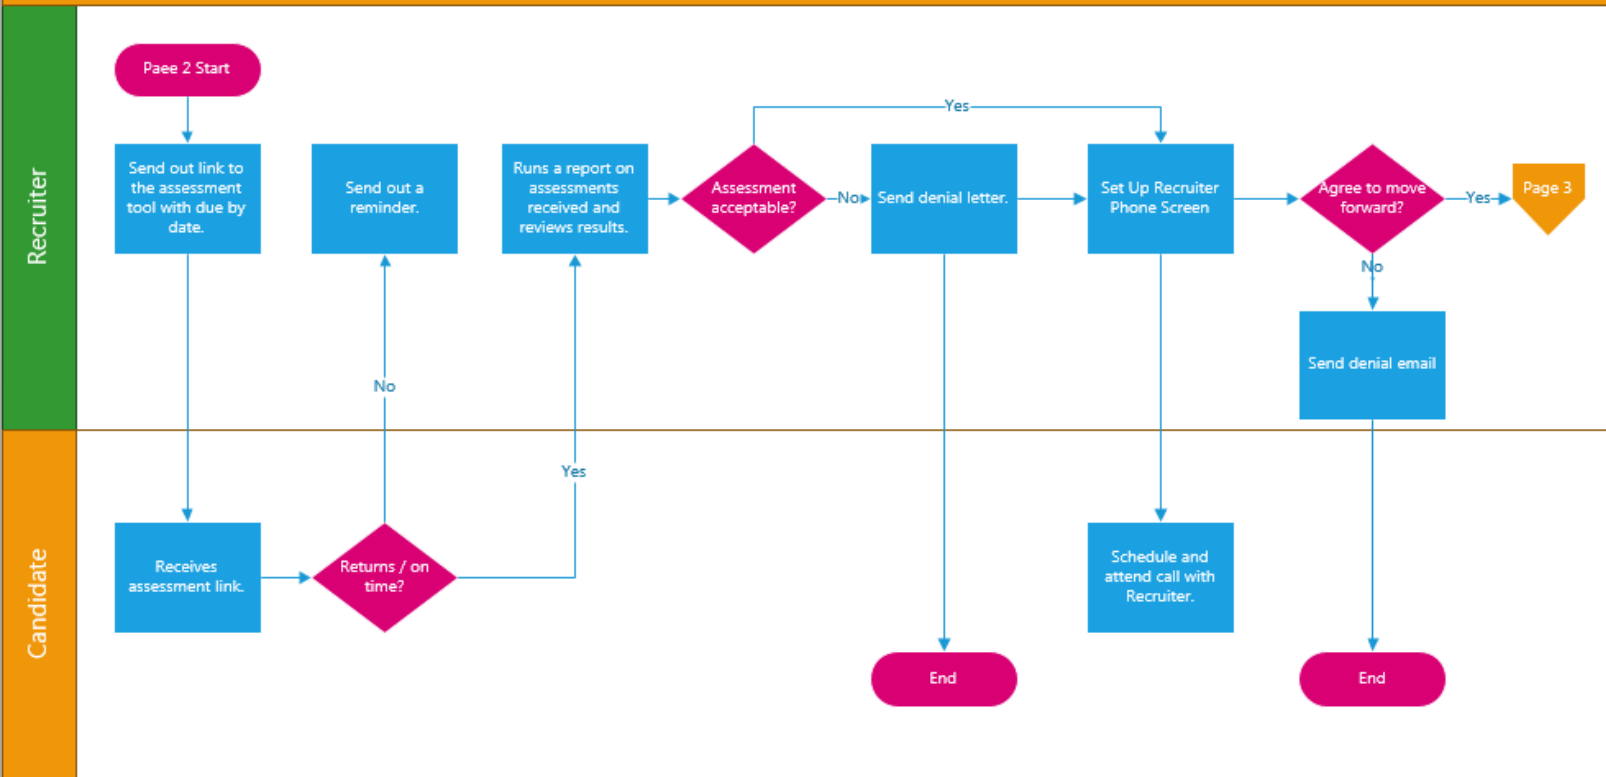 Recruiter
Paee 2 Start
Send out link to
the assessment
tool with due by
date.
Send out a
reminder.
Runs a report on
assessments
received and
reviews results.
Assessment
acceptable?
Yes
No
Send denial letter.
Set Up Recruiter
Phone Screen
Agree to move
forward?
Yes
Page 3
No
Send denial email
No
Candidate
Yes
Receives
assessment link.
Returns / on
time?
Schedule and
attend call with
Recruiter.
End
End